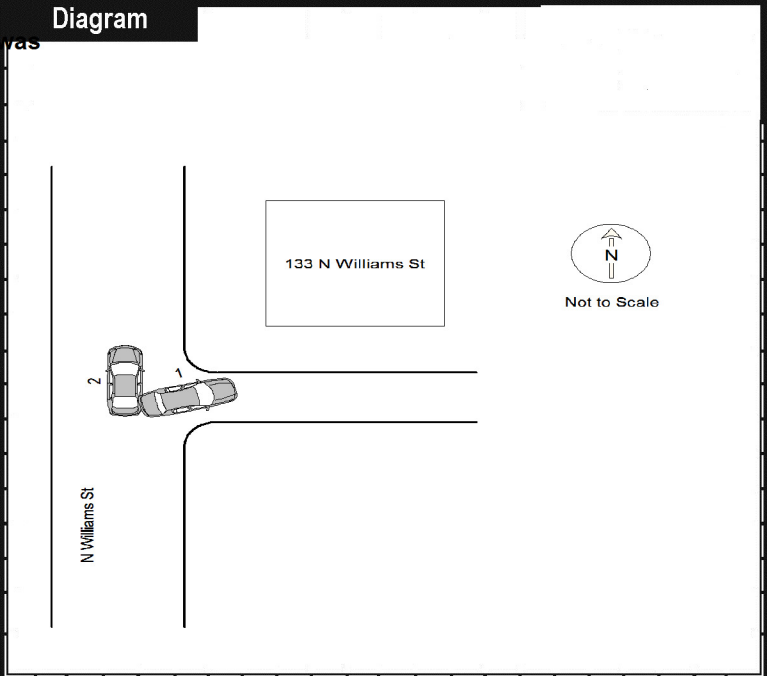 Diagram
was
133 N Williams St
N
Not to Scale
1
2
N Williams St